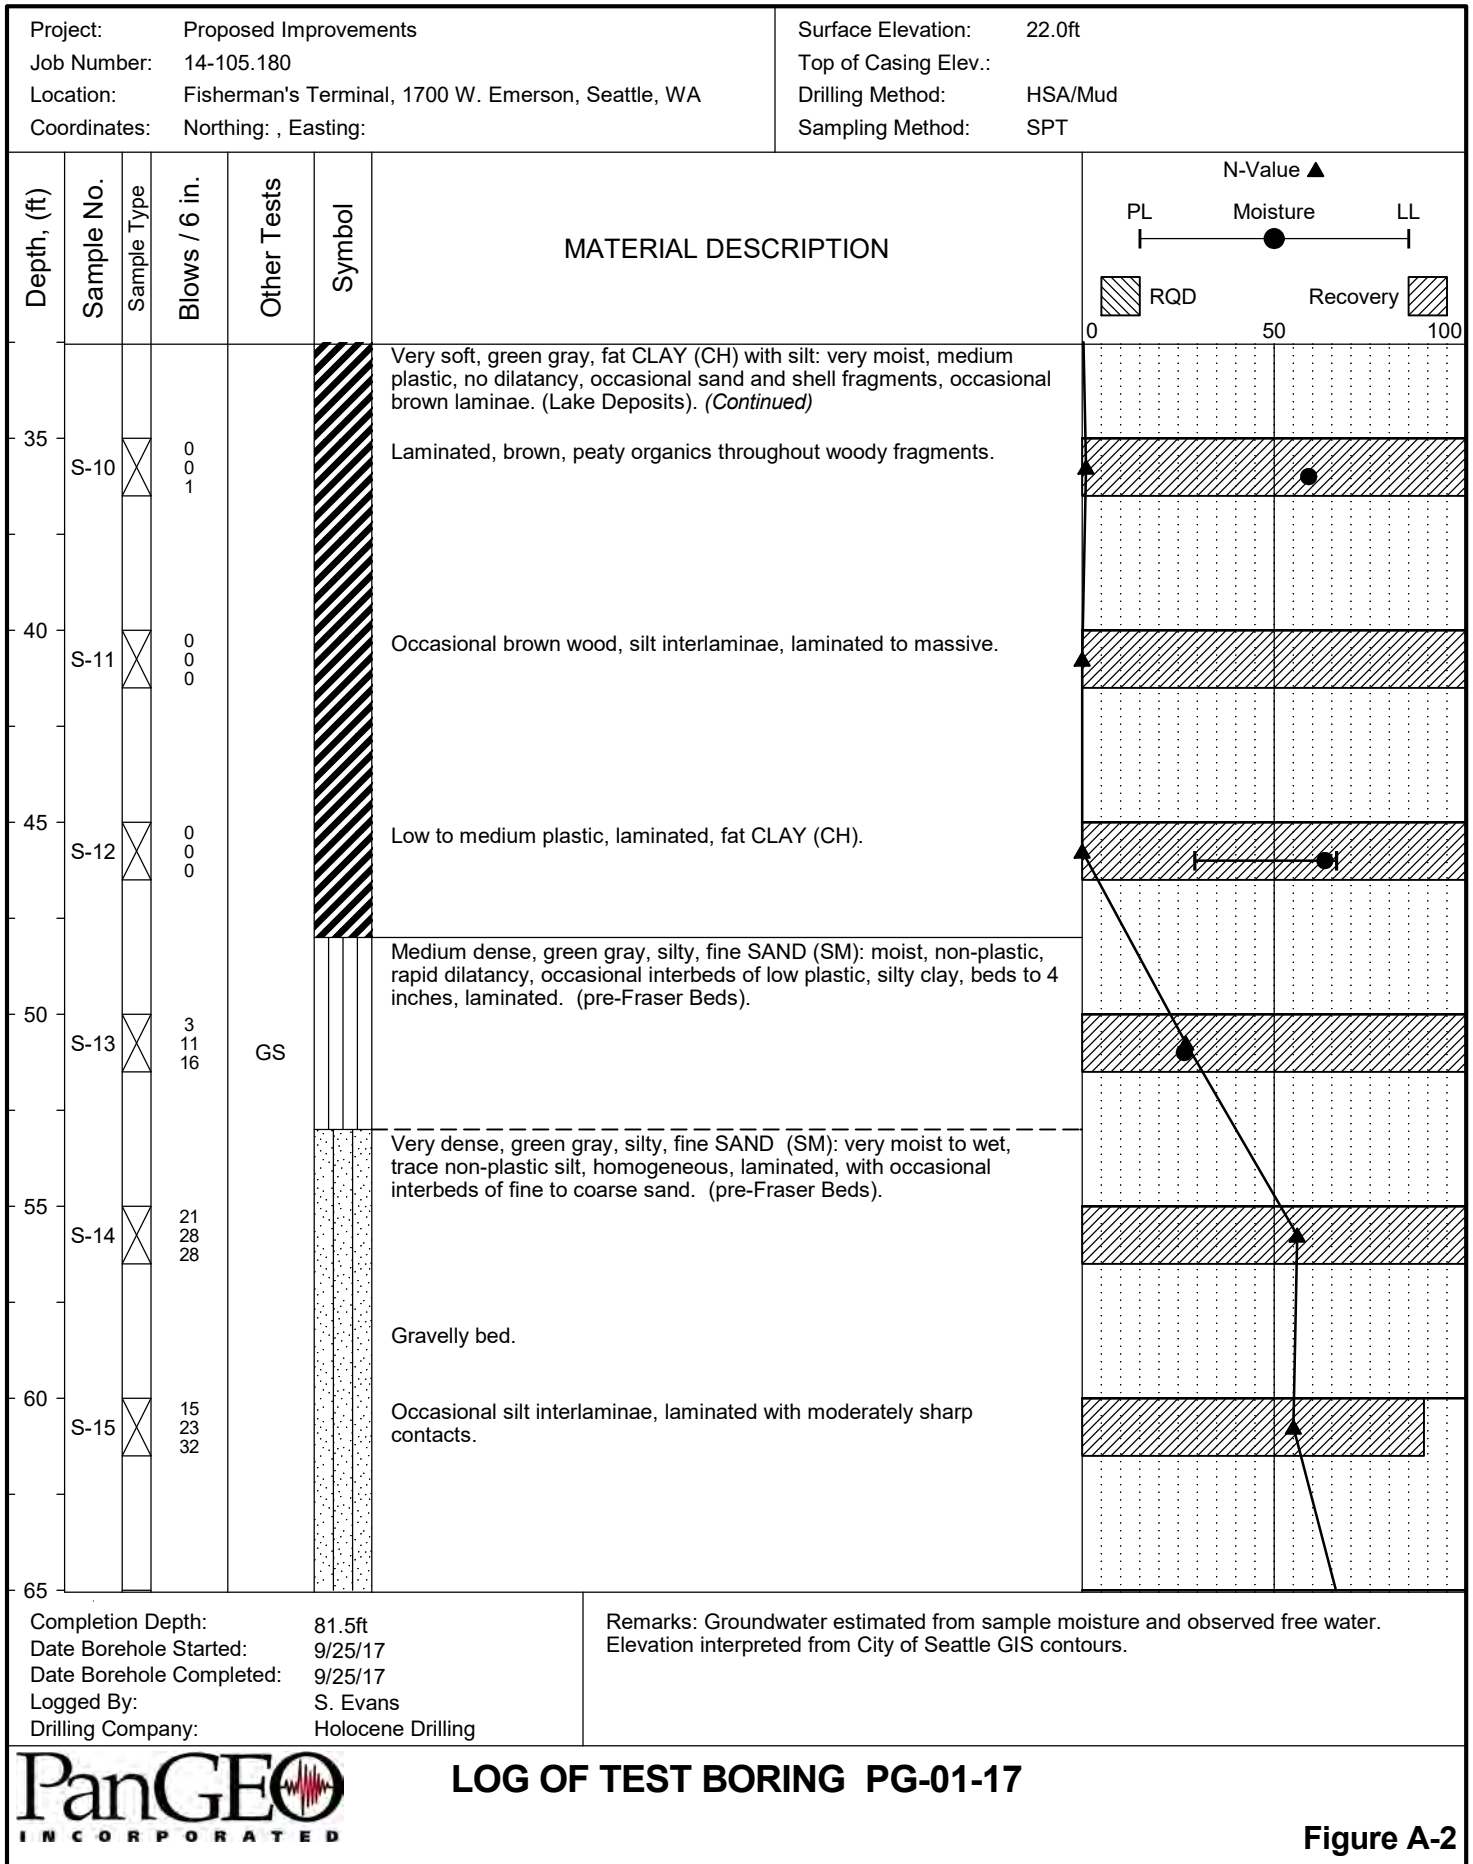 Project: Proposed Improvements
Job Number: 14-105.180
Location: Fisherman's Terminal, 1700 W. Emerson, Seattle, WA
Coordinates: Northing: , Easting:
Surface Elevation: 22.0ft
Top of Casing Elev.:
Drilling Method: HSA/Mud
Sampling Method: SPT
Depth, (ft)
Sample No.
Sample Type
Blows / 6 in.
Other Tests
Symbol
MATERIAL DESCRIPTION
N-Value
PL Moisture LL
RQD Recovery
0 50 100
Very soft, green gray, fat CLAY (CH) with silt: very moist, medium
plastic, no dilatancy, occasional sand and shell fragments, occasional
brown laminae. (Lake Deposits). (Continued)
35
S-10
0
0
1
Laminated, brown, peaty organics throughout woody fragments.
40
S-11
0
0
0
Occasional brown wood, silt interlaminae, laminated to massive.
45
S-12
0
0
0
Low to medium plastic, laminated, fat CLAY (CH).
Medium dense, green gray, silty, fine SAND (SM): moist, non-plastic,
rapid dilatancy, occasional interbeds of low plastic, silty clay, beds to 4
inches, laminated. (pre-Fraser Beds).
50
S-13
3
11
16
GS
Very dense, green gray, silty, fine SAND (SM): very moist to wet,
trace non-plastic silt, homogeneous, laminated, with occasional
interbeds of fine to coarse sand. (pre-Fraser Beds).
55
S-14
21
28
28
Gravelly bed.
60
S-15
15
23
32
Occasional silt interlaminae, laminated with moderately sharp
contacts.
65
Completion Depth: 81.5ft
Date Borehole Started: 9/25/17
Date Borehole Completed: 9/25/17
Logged By: S. Evans
Drilling Company: Holocene Drilling
Remarks: Groundwater estimated from sample moisture and observed free water.
Elevation interpreted from City of Seattle GIS contours.
PanGEO
INCORPORATED
LOG OF TEST BORING PG-01-17
Figure A-2